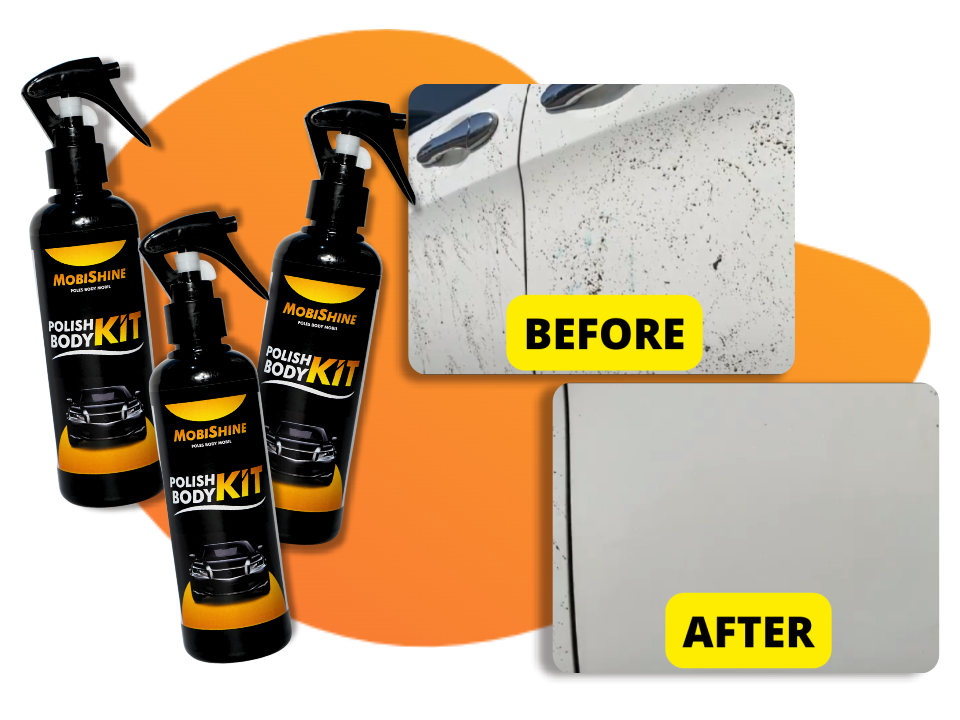 MOBISHINE
POLES BODY MOBIL
POLISH
BODY KIT
MOBISHINE
POLES BODY MOBIL
POLISH
BODY KIT
MOBISHINE
POLES BODY MOBIL
POLISH
BODY KIT
BEFORE
AFTER